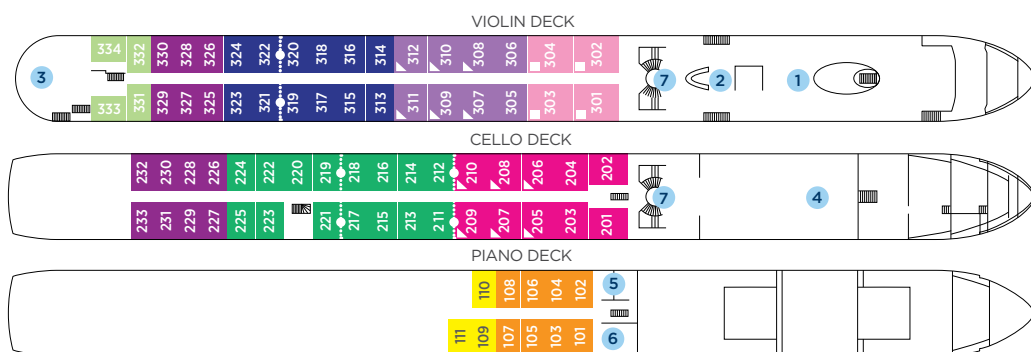 VIOLIN DECK
334 332 330 328 326 324 322 320 318 316 314 312 310 308 306 304 302
3 7 2 1
333 331 329 327 325 323 321 319 317 315 313 311 309 307 305 303 301
CELLO DECK
232 230 228 226 224 222 220 219 218 216 214 212 210 208 206 204 202
7 4
233 231 229 227 225 223 221 217 215 213 211 209 207 205 203 201
PIANO DECK
110 108 106 104 102 5
111 109 107 105 103 101 6